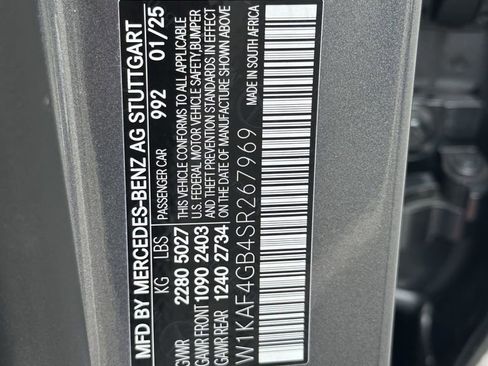 MFD BY MERCEDES-BENZ AG STUTTGART
PASSENGER CAR 992 01/25
KG LBS
GVWR 2280 5027
GAWR FRONT 1090 2403
GAWR REAR 1240 2734
THIS VEHICLE CONFORMS TO ALL APPLICABLE
U.S. FEDERAL MOTOR VEHICLE SAFETY, BUMPER
AND THEFT PREVENTION STANDARDS IN EFFECT
ON THE DATE OF MANUFACTURE SHOWN ABOVE
W1KAF4GB4SR267969
MADE IN SOUTH AFRICA